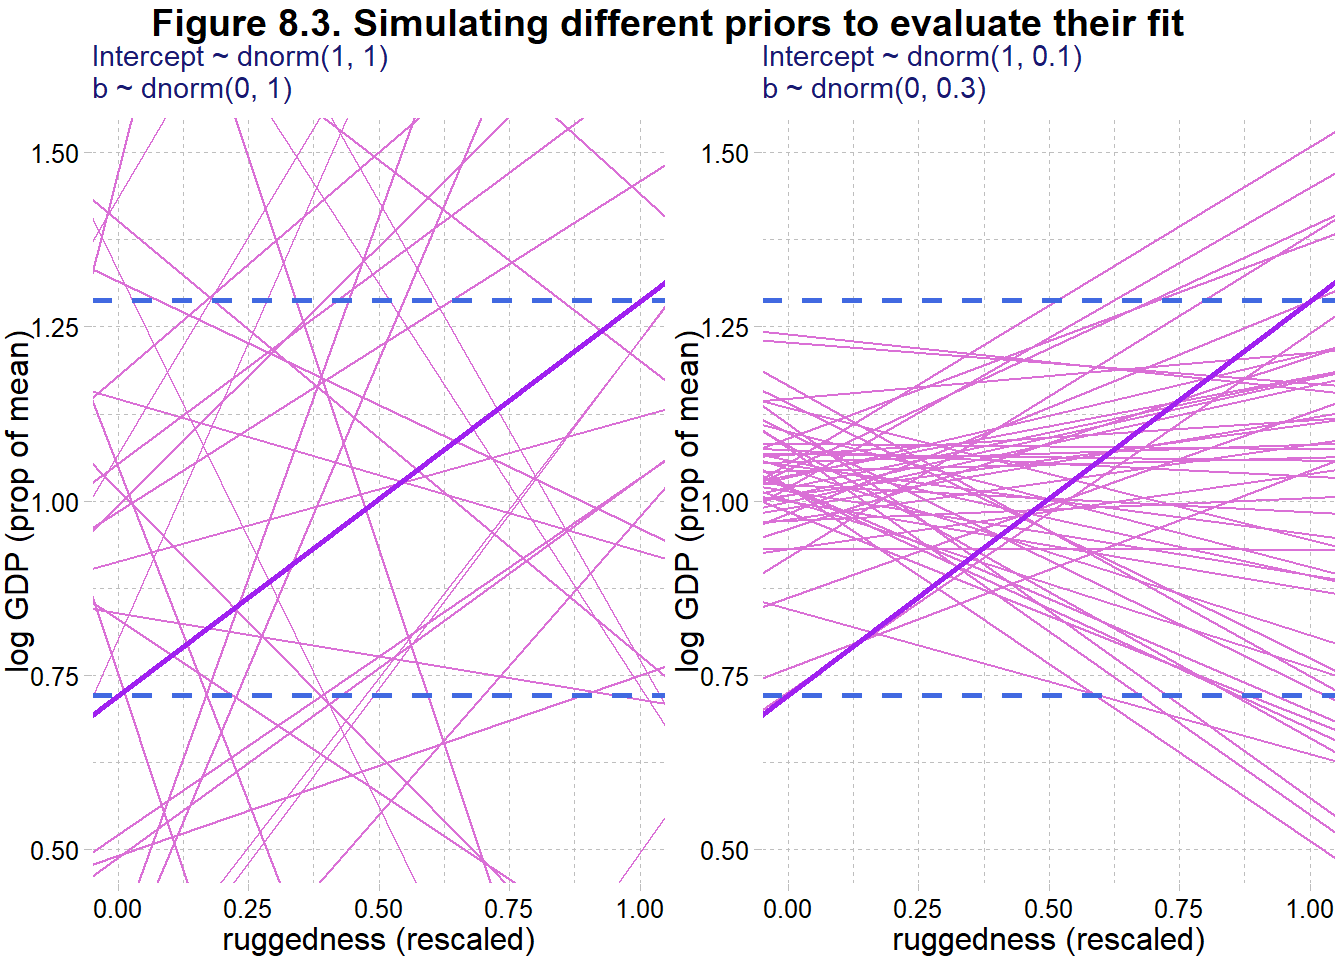 Figure 8.3. Simulating different priors to evaluate their fit
Intercept ~ dnorm(1, 1)
b ~ dnorm(0, 1)
log GDP (prop of mean)
1.50
1.25
1.00
0.75
0.50
0.00 0.25 0.50 0.75 1.00
ruggedness (rescaled)
Intercept ~ dnorm(1, 0.1)
b ~ dnorm(0, 0.3)
log GDP (prop of mean)
1.50
1.25
1.00
0.75
0.50
0.00 0.25 0.50 0.75 1.00
ruggedness (rescaled)